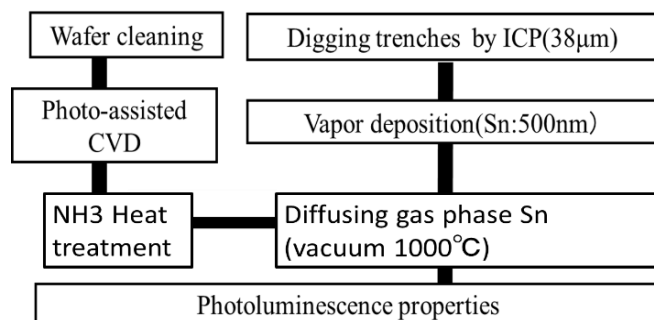 Wafer cleaning
Digging trenches by ICP(38μm)
Photo-assisted
CVD
Vapor deposition(Sn:500nm）
NH3 Heat
treatment
Diffusing gas phase Sn
(vacuum 1000℃)
Photoluminescence properties